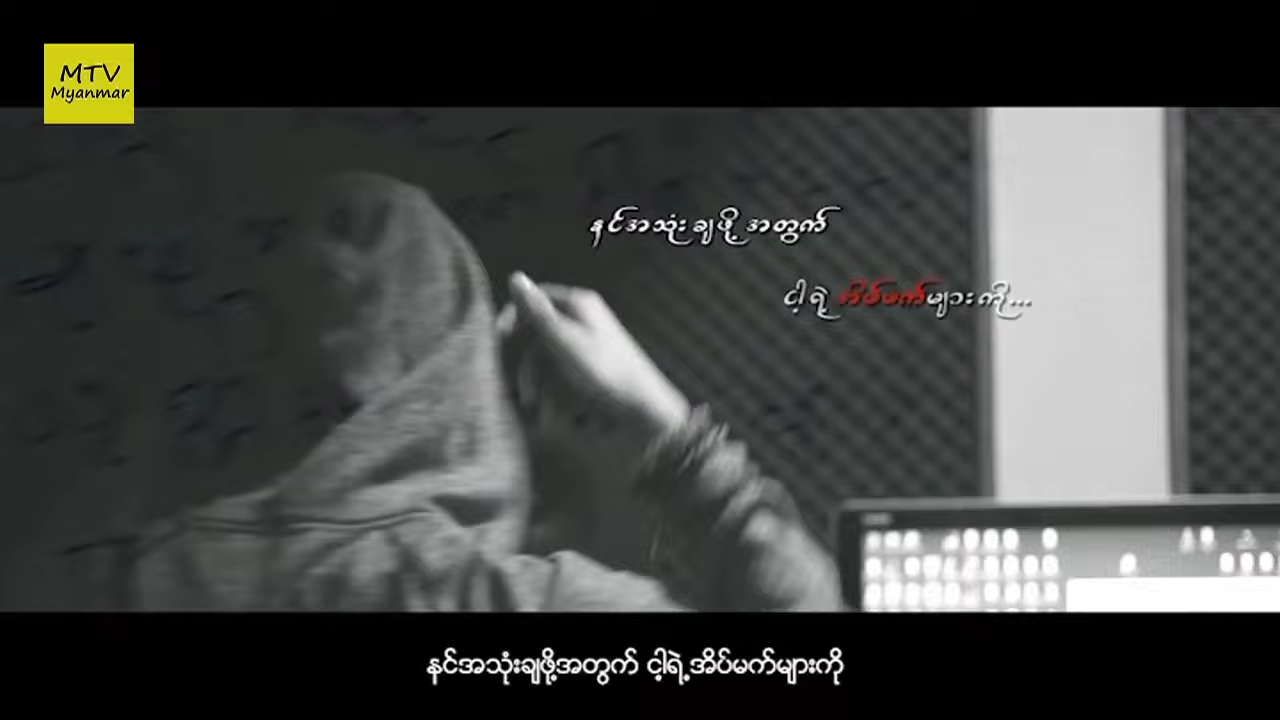 MTV
Myanmar
နင်အသုံးချဖို့ အတွက်
ငါ့ရဲ့ အိပ်မက်များကို...
နင်အသုံးချဖို့အတွက် ငါ့ရဲ့အိပ်မက်များကို